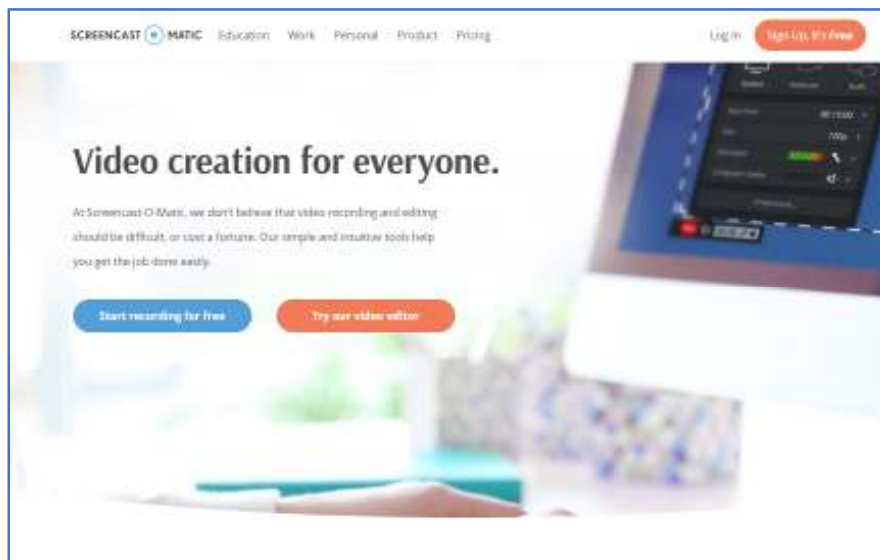 SCREENCAST O MATIC Education Work Personal Product Pricing Log in Sign Up, It's Free
Video creation for everyone.
At Screencast-O-Matic, we don't believe that video recording and editing
should be difficult, or cost a fortune. Our simple and intuitive tools help
you get the job done easily.
Start recording for free Try our video editor
720p